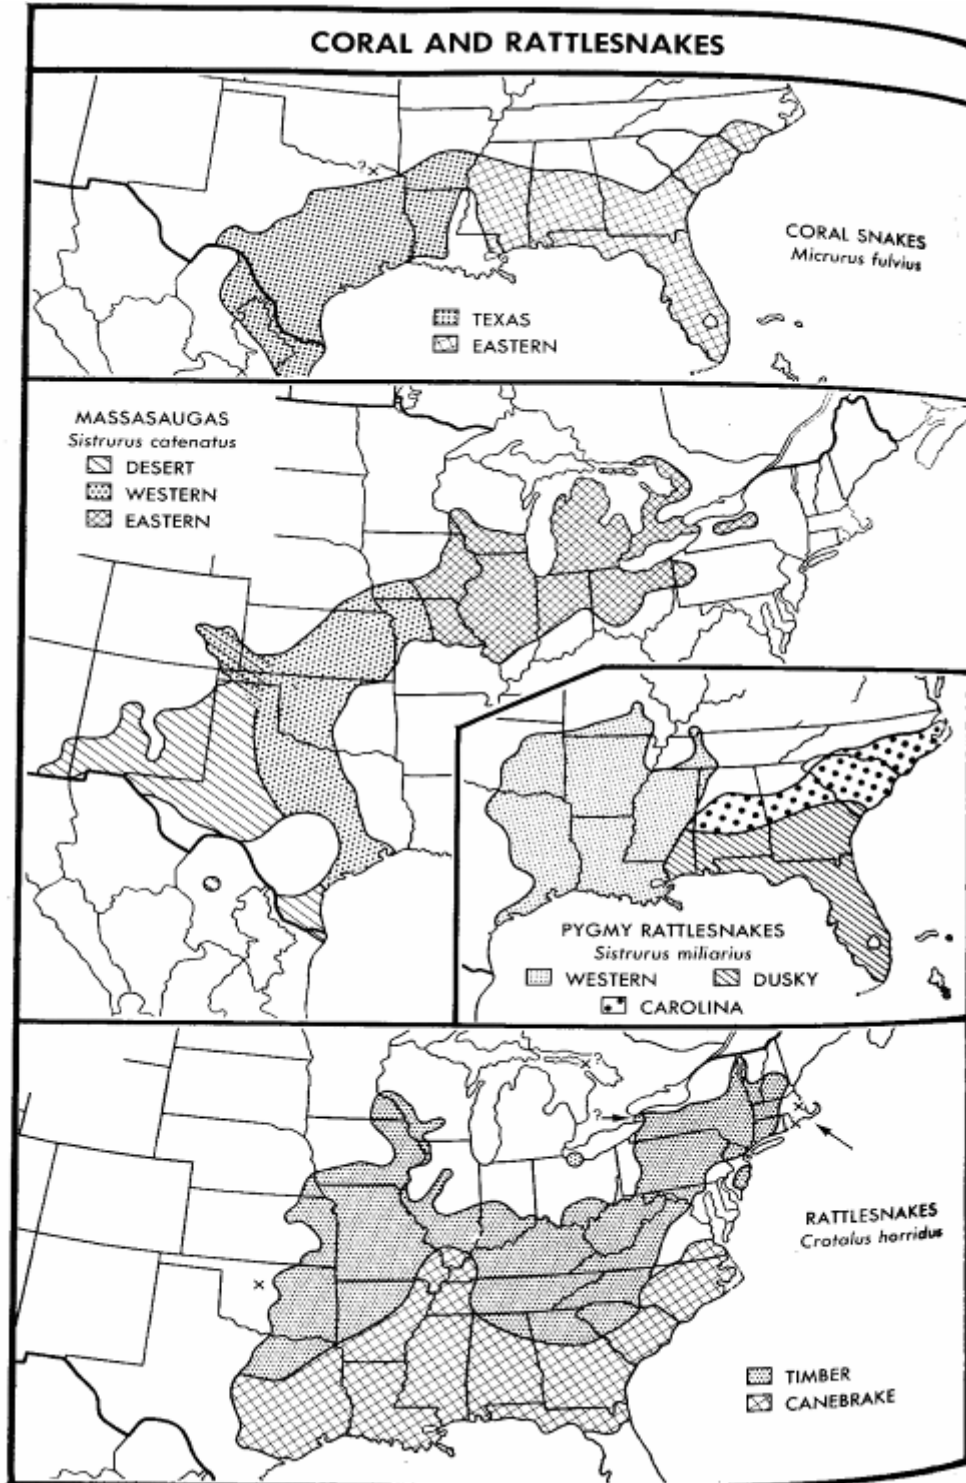 CORAL AND RATTLESNAKES
?
CORAL SNAKES
Micrurus fulvius
TEXAS
EASTERN
MASSASAUGAS
Sistrurus catenatus
DESERT
WESTERN
EASTERN
PYGMY RATTLESNAKES
Sistrurus miliarius
WESTERN
DUSKY
CAROLINA
?
?
RATTLESNAKES
Crotalus horridus
TIMBER
CANEBRAKE